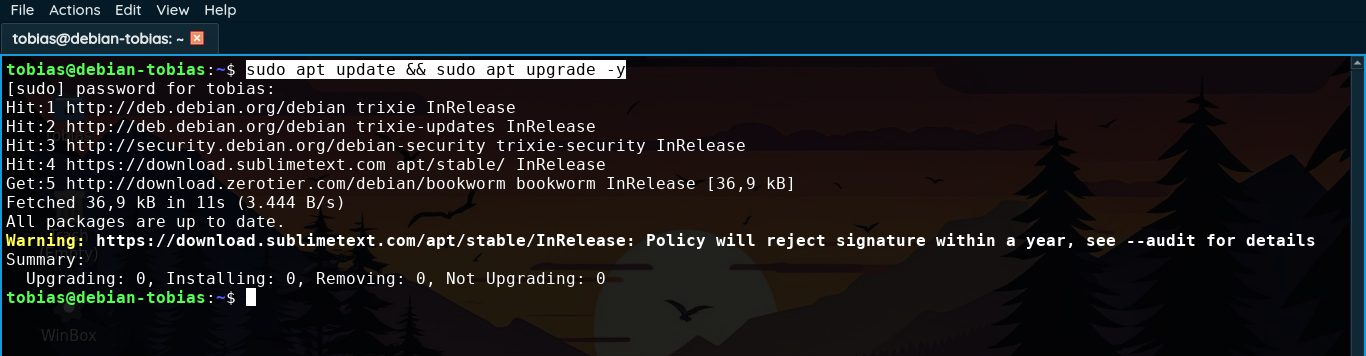 File Actions Edit View Help
tobias@debian-tobias: ~
tobias@debian-tobias:~$ sudo apt update && sudo apt upgrade -y
[sudo] password for tobias:
Hit:1 http://deb.debian.org/debian trixie InRelease
Hit:2 http://deb.debian.org/debian trixie-updates InRelease
Hit:3 http://security.debian.org/debian-security trixie-security InRelease
Hit:4 https://download.sublimetext.com apt/stable/ InRelease
Get:5 http://download.zerotier.com/debian/bookworm bookworm InRelease [36,9 kB]
Fetched 36,9 kB in 11s (3.444 B/s)
All packages are up to date.
Warning: https://download.sublimetext.com/apt/stable/InRelease: Policy will reject signature within a year, see --audit for details
Summary:
  Upgrading: 0, Installing: 0, Removing: 0, Not Upgrading: 0
tobias@debian-tobias:~$
WinBox